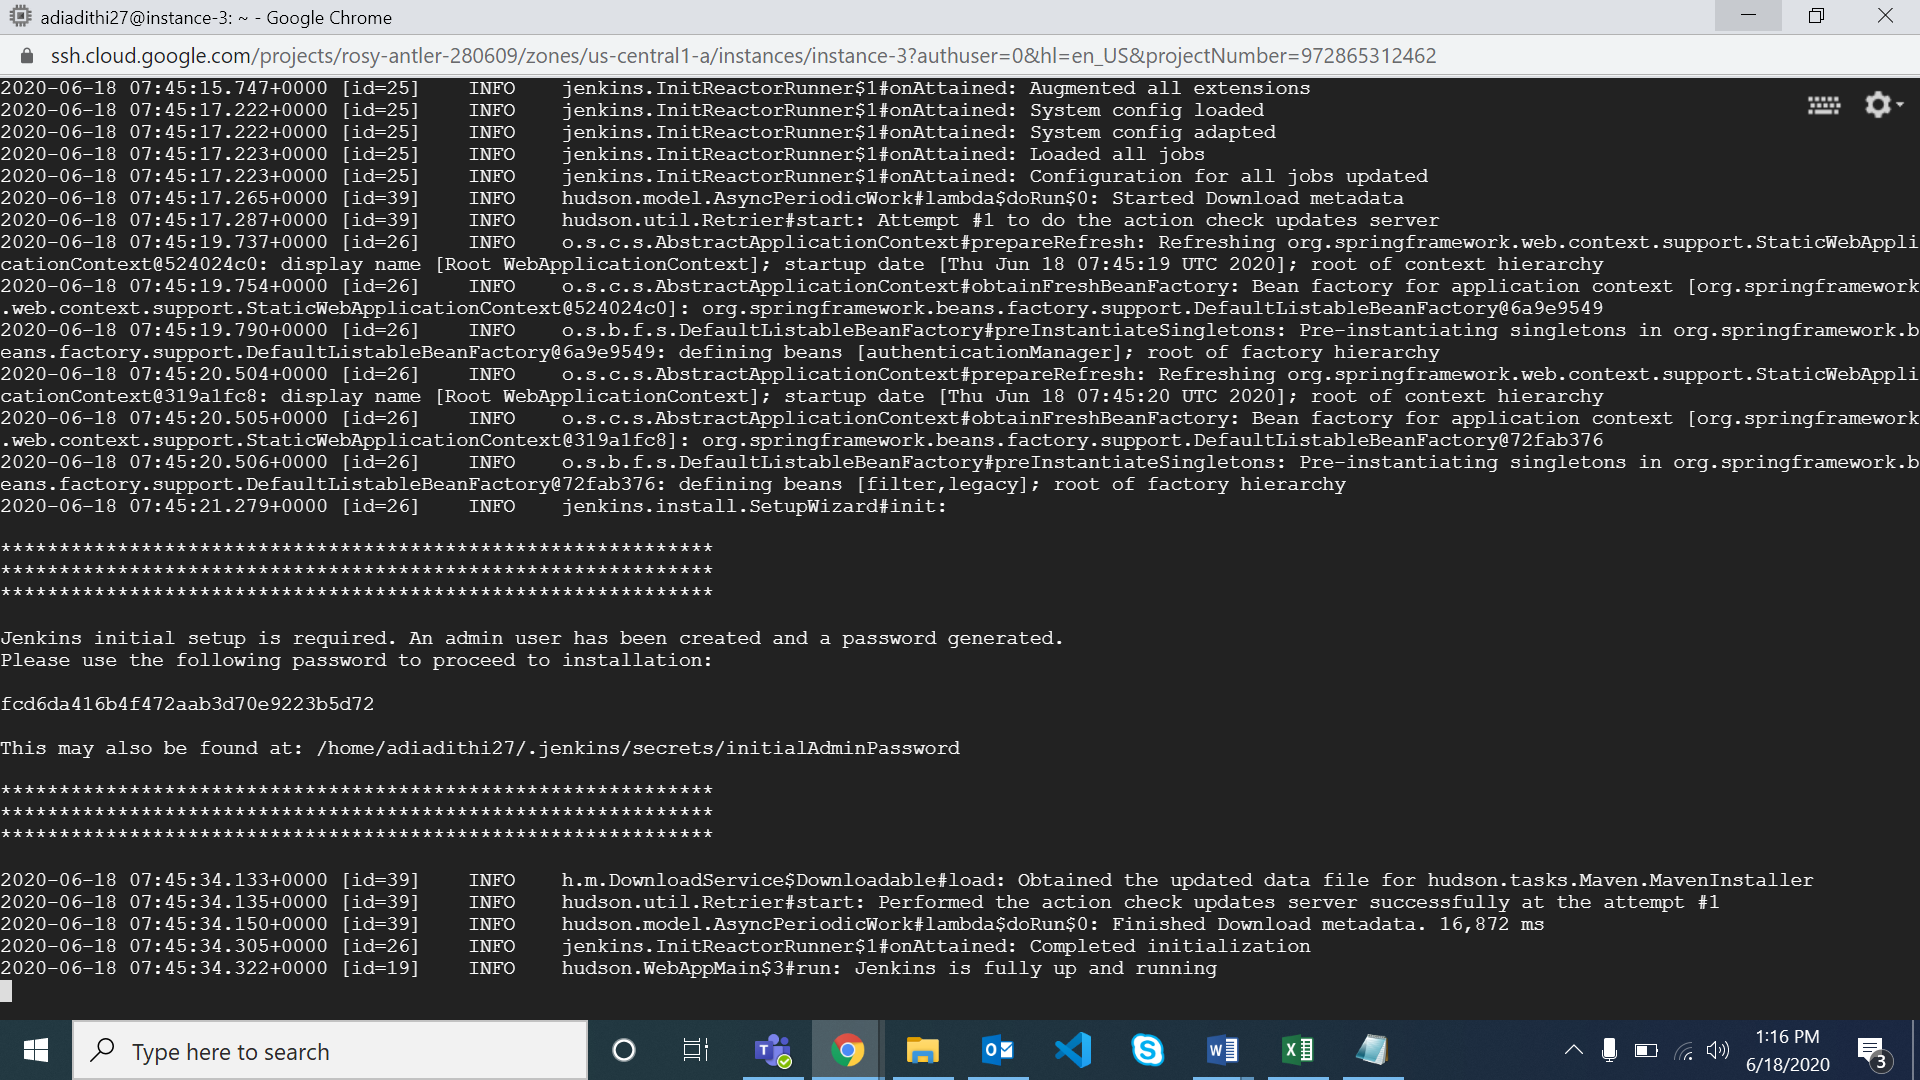 adiadithi27@instance-3: ~ - Google Chrome
ssh.cloud.google.com/projects/rosy-antler-280609/zones/us-central1-a/instances/instance-3?authuser=0&hl=en_US&projectNumber=972865312462
2020-06-18 07:45:15.747+0000 [id=25] INFO jenkins.InitReactorRunner$1#onAttained: Augmented all extensions
2020-06-18 07:45:17.222+0000 [id=25] INFO jenkins.InitReactorRunner$1#onAttained: System config loaded
2020-06-18 07:45:17.222+0000 [id=25] INFO jenkins.InitReactorRunner$1#onAttained: System config adapted
2020-06-18 07:45:17.223+0000 [id=25] INFO jenkins.InitReactorRunner$1#onAttained: Loaded all jobs
2020-06-18 07:45:17.223+0000 [id=25] INFO jenkins.InitReactorRunner$1#onAttained: Configuration for all jobs updated
2020-06-18 07:45:17.265+0000 [id=39] INFO hudson.model.AsyncPeriodicWork#lambda$doRun$0: Started Download metadata
2020-06-18 07:45:17.287+0000 [id=39] INFO hudson.util.Retrier#start: Attempt #1 to do the action check updates server
2020-06-18 07:45:19.737+0000 [id=26] INFO o.s.c.s.AbstractApplicationContext#prepareRefresh: Refreshing org.springframework.web.context.support.StaticWebAppli
cationContext@524024c0: display name [Root WebApplicationContext]; startup date [Thu Jun 18 07:45:19 UTC 2020]; root of context hierarchy
2020-06-18 07:45:19.754+0000 [id=26] INFO o.s.c.s.AbstractApplicationContext#obtainFreshBeanFactory: Bean factory for application context [org.springframework
.web.context.support.StaticWebApplicationContext@524024c0]: org.springframework.beans.factory.support.DefaultListableBeanFactory@6a9e9549
2020-06-18 07:45:19.790+0000 [id=26] INFO o.s.b.f.s.DefaultListableBeanFactory#preInstantiateSingletons: Pre-instantiating singletons in org.springframework.b
eans.factory.support.DefaultListableBeanFactory@6a9e9549: defining beans [authenticationManager]; root of factory hierarchy
2020-06-18 07:45:20.504+0000 [id=26] INFO o.s.c.s.AbstractApplicationContext#prepareRefresh: Refreshing org.springframework.web.context.support.StaticWebAppli
cationContext@319a1fc8: display name [Root WebApplicationContext]; startup date [Thu Jun 18 07:45:20 UTC 2020]; root of context hierarchy
2020-06-18 07:45:20.505+0000 [id=26] INFO o.s.c.s.AbstractApplicationContext#obtainFreshBeanFactory: Bean factory for application context [org.springframework
.web.context.support.StaticWebApplicationContext@319a1fc8]: org.springframework.beans.factory.support.DefaultListableBeanFactory@72fab376
2020-06-18 07:45:20.506+0000 [id=26] INFO o.s.b.f.s.DefaultListableBeanFactory#preInstantiateSingletons: Pre-instantiating singletons in org.springframework.b
eans.factory.support.DefaultListableBeanFactory@72fab376: defining beans [filter,legacy]; root of factory hierarchy
2020-06-18 07:45:21.279+0000 [id=26] INFO jenkins.install.SetupWizard#init:
*************************************************************
*************************************************************
*************************************************************
Jenkins initial setup is required. An admin user has been created and a password generated.
Please use the following password to proceed to installation:
fcd6da416b4f472aab3d70e9223b5d72
This may also be found at: /home/adiadithi27/.jenkins/secrets/initialAdminPassword
*************************************************************
*************************************************************
*************************************************************
2020-06-18 07:45:34.133+0000 [id=39] INFO h.m.DownloadService$Downloadable#load: Obtained the updated data file for hudson.tasks.Maven.MavenInstaller
2020-06-18 07:45:34.135+0000 [id=39] INFO hudson.util.Retrier#start: Performed the action check updates server successfully at the attempt #1
2020-06-18 07:45:34.150+0000 [id=39] INFO hudson.model.AsyncPeriodicWork#lambda$doRun$0: Finished Download metadata. 16,872 ms
2020-06-18 07:45:34.305+0000 [id=26] INFO jenkins.InitReactorRunner$1#onAttained: Completed initialization
2020-06-18 07:45:34.322+0000 [id=19] INFO hudson.WebAppMain$3#run: Jenkins is fully up and running
Type here to search
1:16 PM
6/18/2020
3